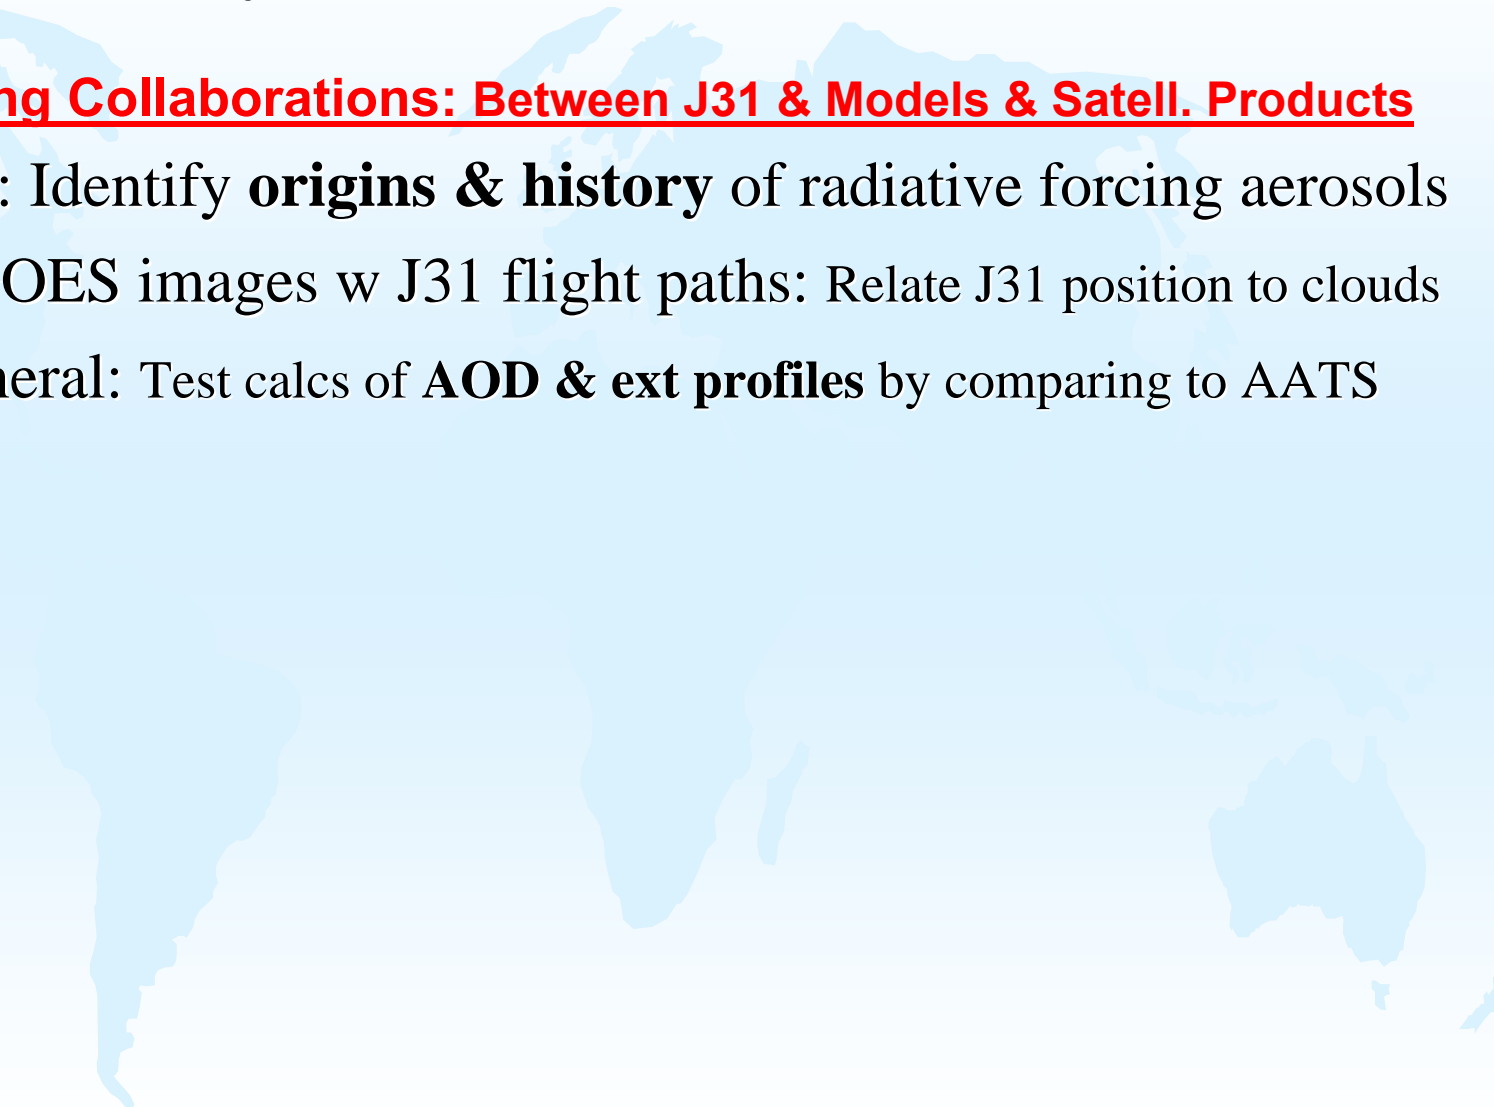 ng Collaborations: Between J31 & Models & Satell. Products
: Identify origins & history of radiative forcing aerosols
OES images w J31 flight paths: Relate J31 position to clouds
eral: Test calcs of AOD & ext profiles by comparing to AATS